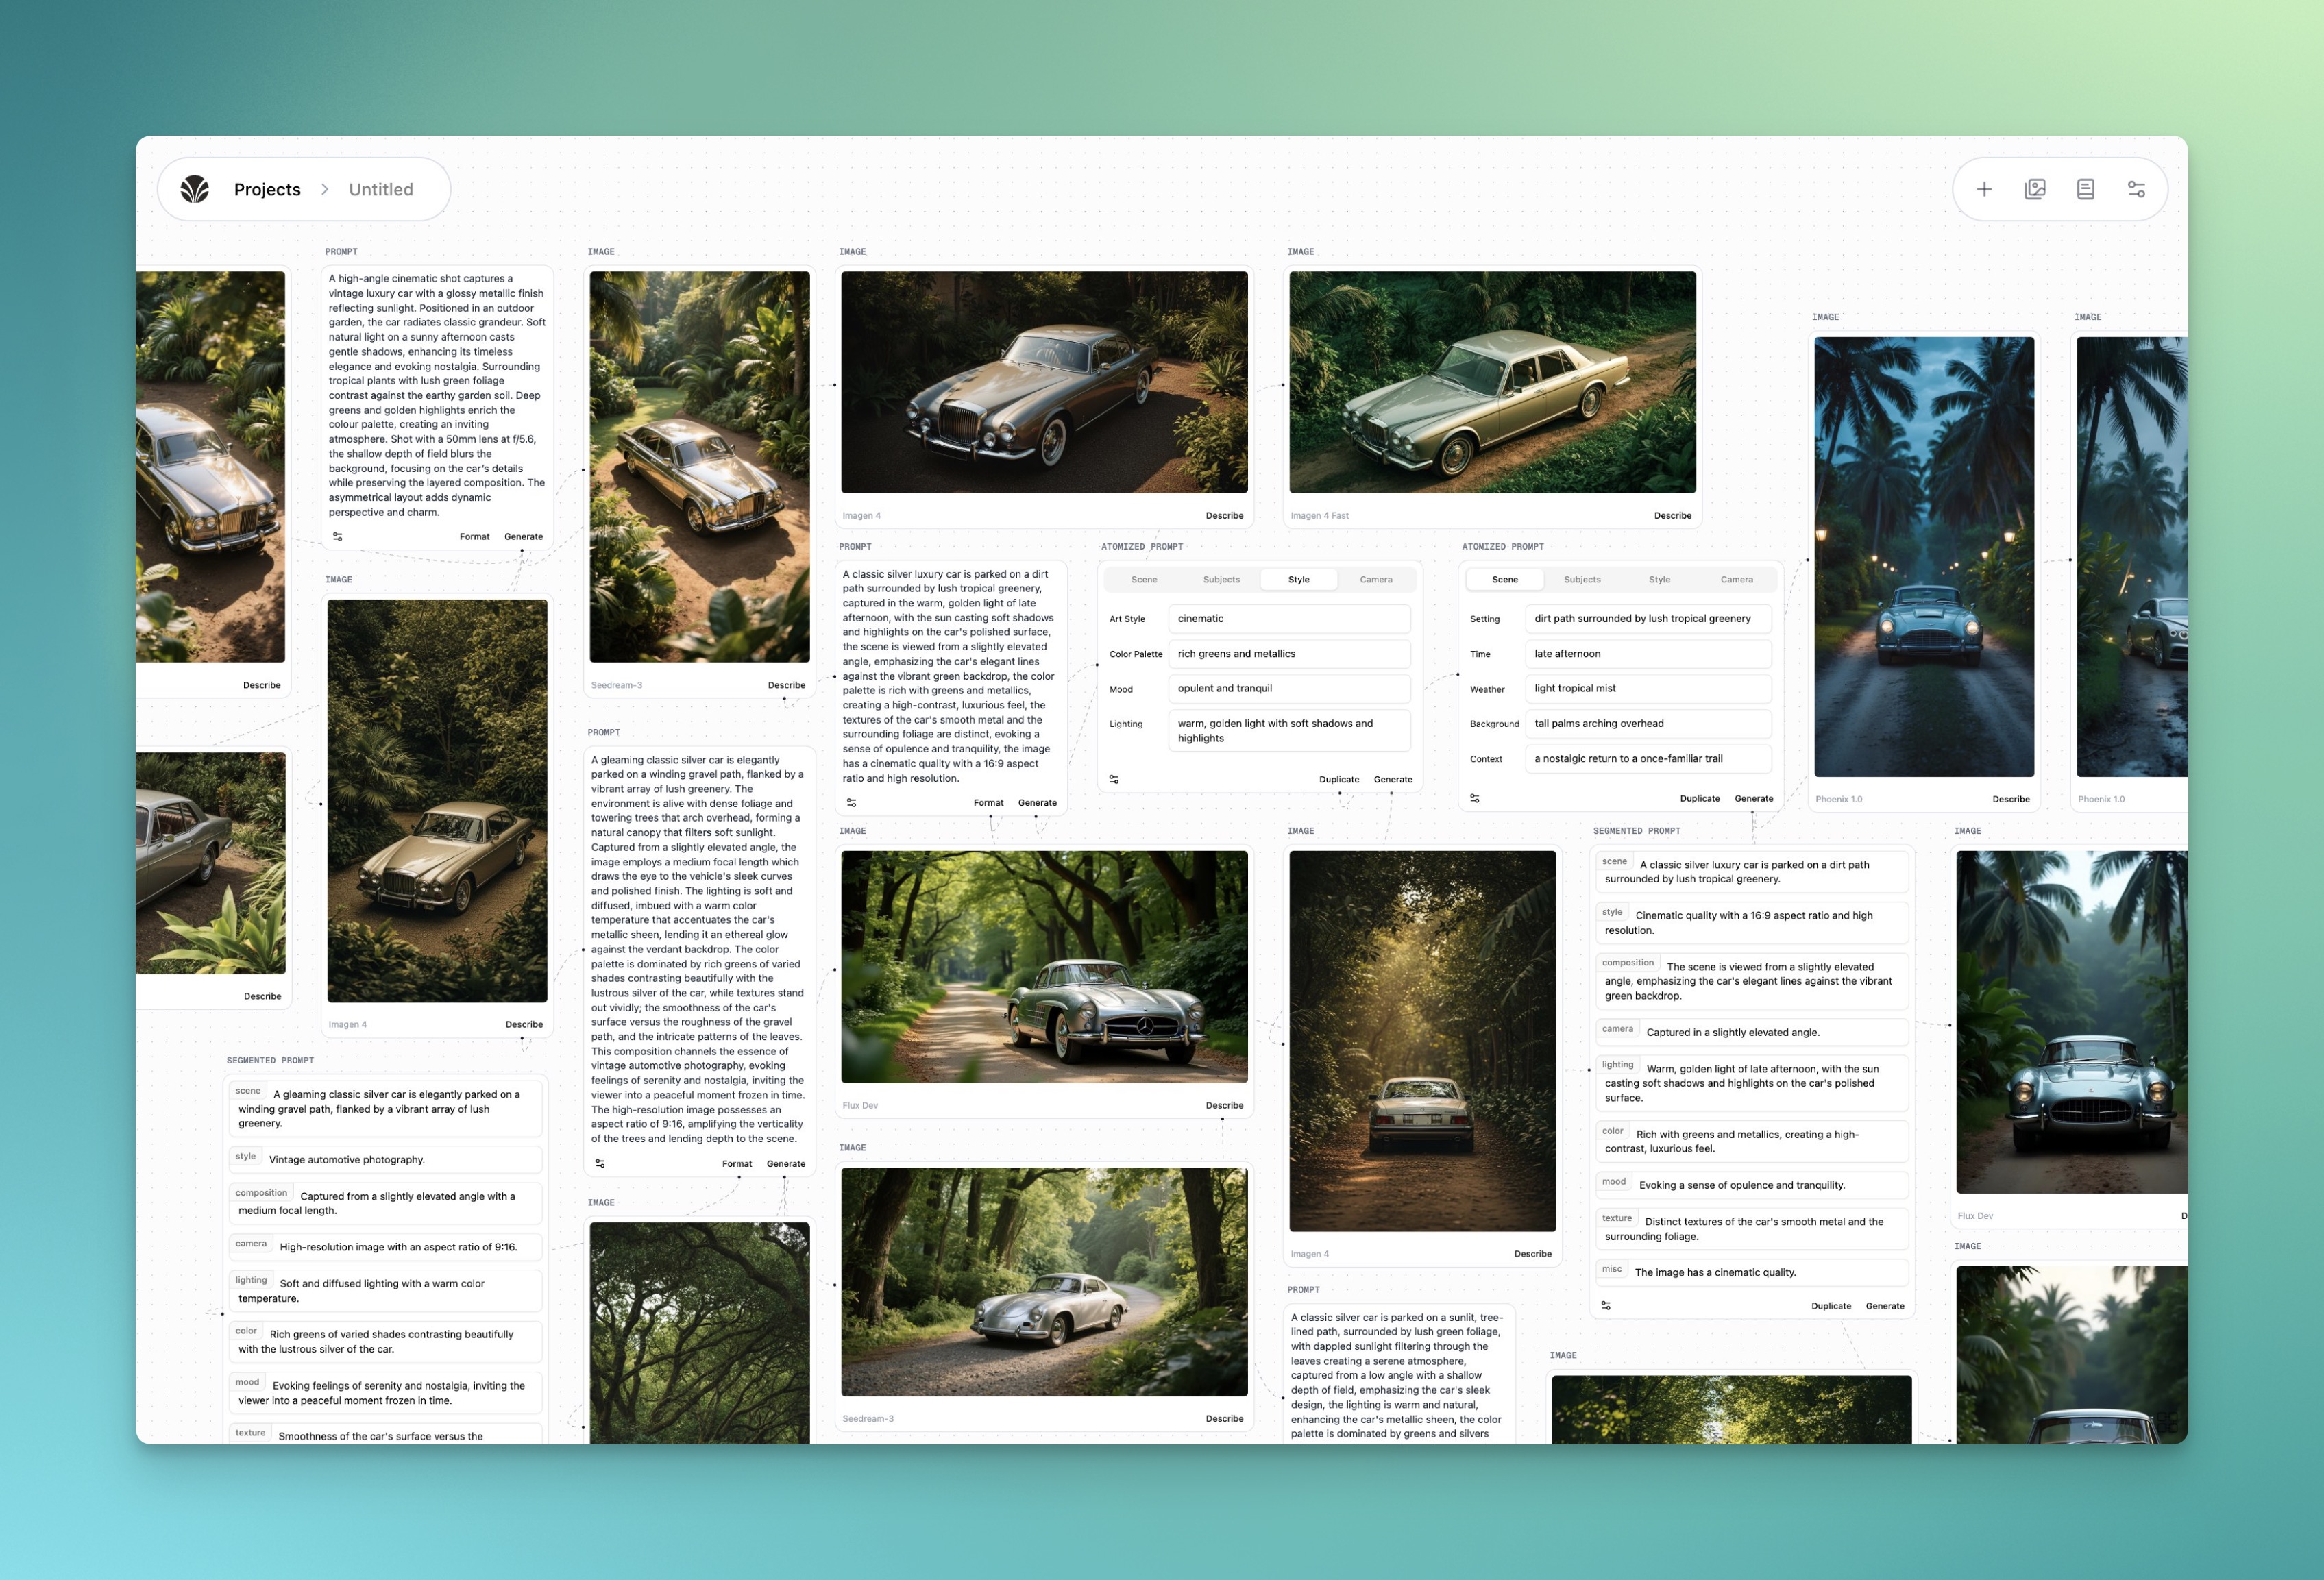 Projects > Untitled
PROMPT
A high-angle cinematic shot captures a
vintage luxury car with a glossy metallic finish
reflecting sunlight. Positioned in an outdoor
garden, the car radiates classic grandeur. Soft
natural light on a sunny afternoon casts
gentle shadows, enhancing its timeless
elegance and evoking nostalgia. Surrounding
tropical plants with lush green foliage
contrast against the earthy garden soil. Deep
greens and golden highlights enrich the
colour palette, creating an inviting
atmosphere. Shot with a 50mm lens at f/5.6,
the shallow depth of field blurs the
background, focusing on the car's details
while preserving the layered composition. The
asymmetrical layout adds dynamic
perspective and charm.
Format Generate
IMAGE
Seedream-3 Describe
IMAGE
Imagen 4 Describe
IMAGE
Imagen 4 Fast Describe
IMAGE
Phoenix 1.0 Describe
IMAGE
Phoenix 1.0
Describe
Describe
IMAGE
Imagen 4 Describe
PROMPT
A classic silver luxury car is parked on a dirt
path surrounded by lush tropical greenery,
captured in the warm, golden light of late
afternoon, with the sun casting soft shadows
and highlights on the car's polished surface,
the scene is viewed from a slightly elevated
angle, emphasizing the car's elegant lines
against the vibrant green backdrop, the color
palette is rich with greens and metallics,
creating a high-contrast, luxurious feel, the
textures of the car's smooth metal and the
surrounding foliage are distinct, evoking a
sense of opulence and tranquility, the image
has a cinematic quality with a 16:9 aspect
ratio and high resolution.
Format Generate
ATOMIZED PROMPT
Scene Subjects Style Camera
Art Style cinematic
Color Palette rich greens and metallics
Mood opulent and tranquil
Lighting warm, golden light with soft shadows and
highlights
Duplicate Generate
ATOMIZED PROMPT
Scene Subjects Style Camera
Setting dirt path surrounded by lush tropical greenery
Time late afternoon
Weather light tropical mist
Background tall palms arching overhead
Context a nostalgic return to a once-familiar trail
Duplicate Generate
PROMPT
A gleaming classic silver car is elegantly
parked on a winding gravel path, flanked by a
vibrant array of lush greenery. The
environment is alive with dense foliage and
towering trees that arch overhead, forming a
natural canopy that filters soft sunlight.
Captured from a slightly elevated angle, the
image employs a medium focal length which
draws the eye to the vehicle's sleek curves
and polished finish. The lighting is soft and
diffused, imbued with a warm color
temperature that accentuates the car's
metallic sheen, lending it an ethereal glow
against the verdant backdrop. The color
palette is dominated by rich greens of varied
shades contrasting beautifully with the
lustrous silver of the car, while textures stand
out vividly; the smoothness of the car's
surface versus the roughness of the gravel
path, and the intricate patterns of the leaves.
This composition channels the essence of
vintage automotive photography, evoking
feelings of serenity and nostalgia, inviting the
viewer into a peaceful moment frozen in time.
The high-resolution image possesses an
aspect ratio of 9:16, amplifying the verticality
of the trees and lending depth to the scene.
Format Generate
IMAGE
SEGMENTED PROMPT
scene A gleaming classic silver car is elegantly parked on a
winding gravel path, flanked by a vibrant array of lush
greenery.
style Vintage automotive photography.
composition Captured from a slightly elevated angle with a
medium focal length.
camera High-resolution image with an aspect ratio of 9:16.
lighting Soft and diffused lighting with a warm color
temperature.
color Rich greens of varied shades contrasting beautifully
with the lustrous silver of the car.
mood Evoking feelings of serenity and nostalgia, inviting the
viewer into a peaceful moment frozen in time.
texture Smoothness of the car's surface versus the
IMAGE
Flux Dev Describe
IMAGE
Seedream-3 Describe
IMAGE
Imagen 4 Describe
PROMPT
A classic silver car is parked on a sunlit, tree-
lined path, surrounded by lush green foliage,
with dappled sunlight filtering through the
leaves creating a serene atmosphere,
captured from a low angle with a shallow
depth of field, emphasizing the car's sleek
design, the lighting is warm and natural,
enhancing the car's metallic sheen, the color
palette is dominated by greens and silvers
SEGMENTED PROMPT
scene A classic silver luxury car is parked on a dirt path
surrounded by lush tropical greenery.
style Cinematic quality with a 16:9 aspect ratio and high
resolution.
composition The scene is viewed from a slightly elevated
angle, emphasizing the car's elegant lines against the vibrant
green backdrop.
camera Captured in a slightly elevated angle.
lighting Warm, golden light of late afternoon, with the sun
casting soft shadows and highlights on the car's polished
surface.
color Rich with greens and metallics, creating a high-
contrast, luxurious feel.
mood Evoking a sense of opulence and tranquility.
texture Distinct textures of the car's smooth metal and the
surrounding foliage.
misc The image has a cinematic quality.
Duplicate Generate
IMAGE
IMAGE
Flux Dev D
IMAGE